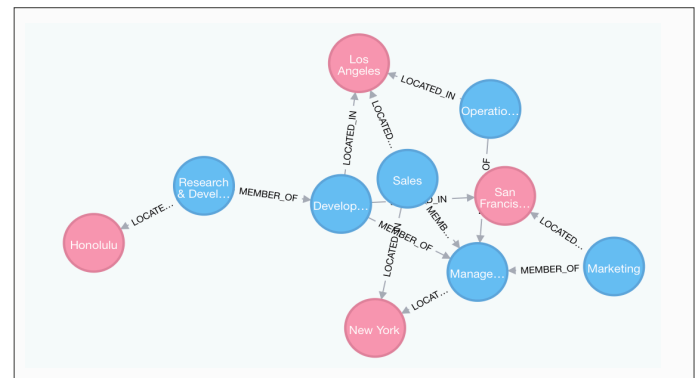 Los
Angeles
LOCATED_IN
Operatio...
LOCATED_IN
LOCATED...
OF
Research
& Devel...
MEMBER_OF
Develop...
Sales
D_IN
San
Francis...
LOCATE...
Honolulu
MEMB...
MEMBER_OF
LOCATED_IN
LOCATED...
Manage...
MEMBER_OF
Marketing
LOCAT...
New York